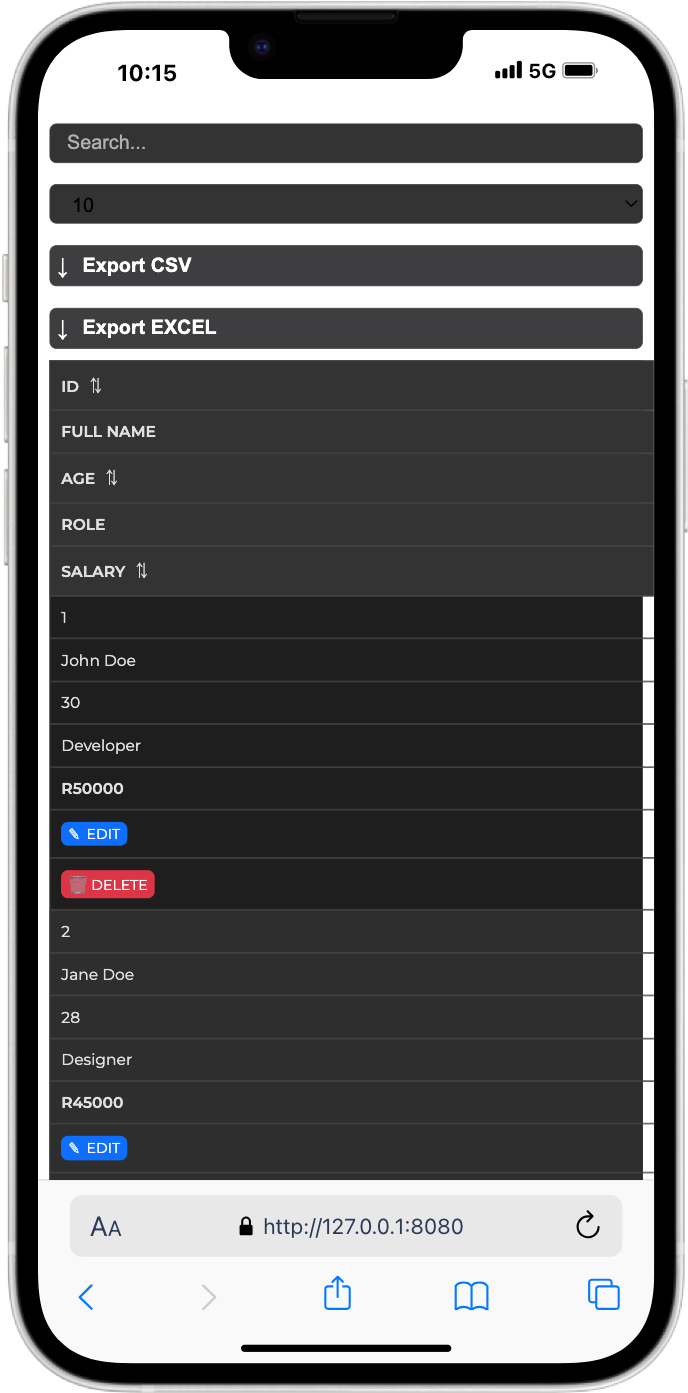 10:15
5G
Search...
10
↓ Export CSV
↓ Export EXCEL
ID ⇅
FULL NAME
AGE ⇅
ROLE
SALARY ⇅
1
John Doe
30
Developer
R50000
✎ EDIT
🗑️ DELETE
2
Jane Doe
28
Designer
R45000
✎ EDIT
AA
http://127.0.0.1:8080